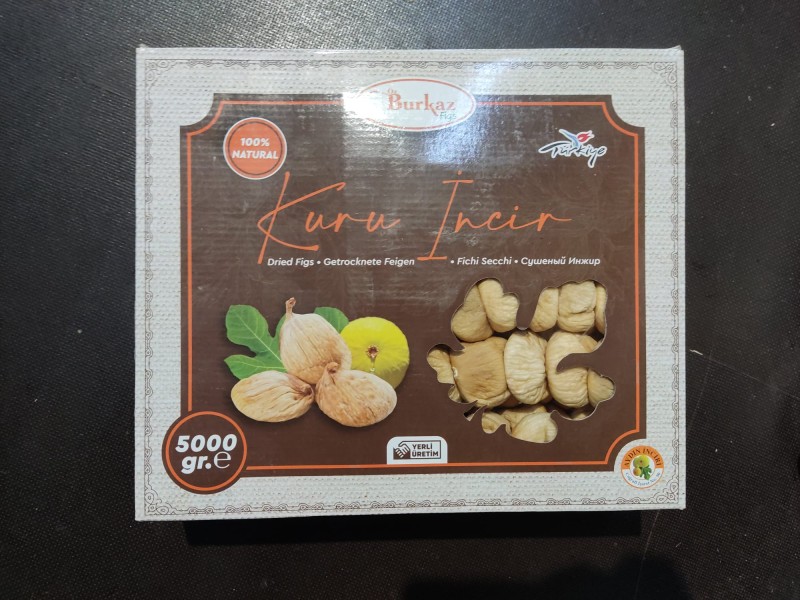 Burkaz
Figs
100%
NATURAL
Türkiye
Kuru İncir
Dried Figs • Getrocknete Feigen • Fichi Secchi • Сушеный Инжир
5000
gr.e
YERLİ
ÜRETİM
AYDIN İNCİRİ